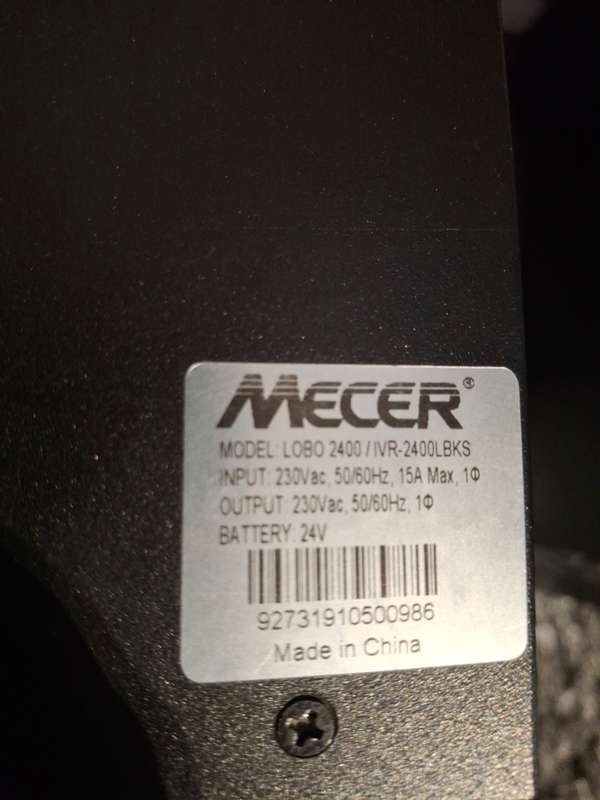 MECER®
MODEL: LOBO 2400 / IVR-2400LBKS
INPUT: 230Vac, 50/60Hz, 15A Max, 1Φ
OUTPUT: 230Vac, 50/60Hz, 1Φ
BATTERY: 24V
92731910500986
Made in China